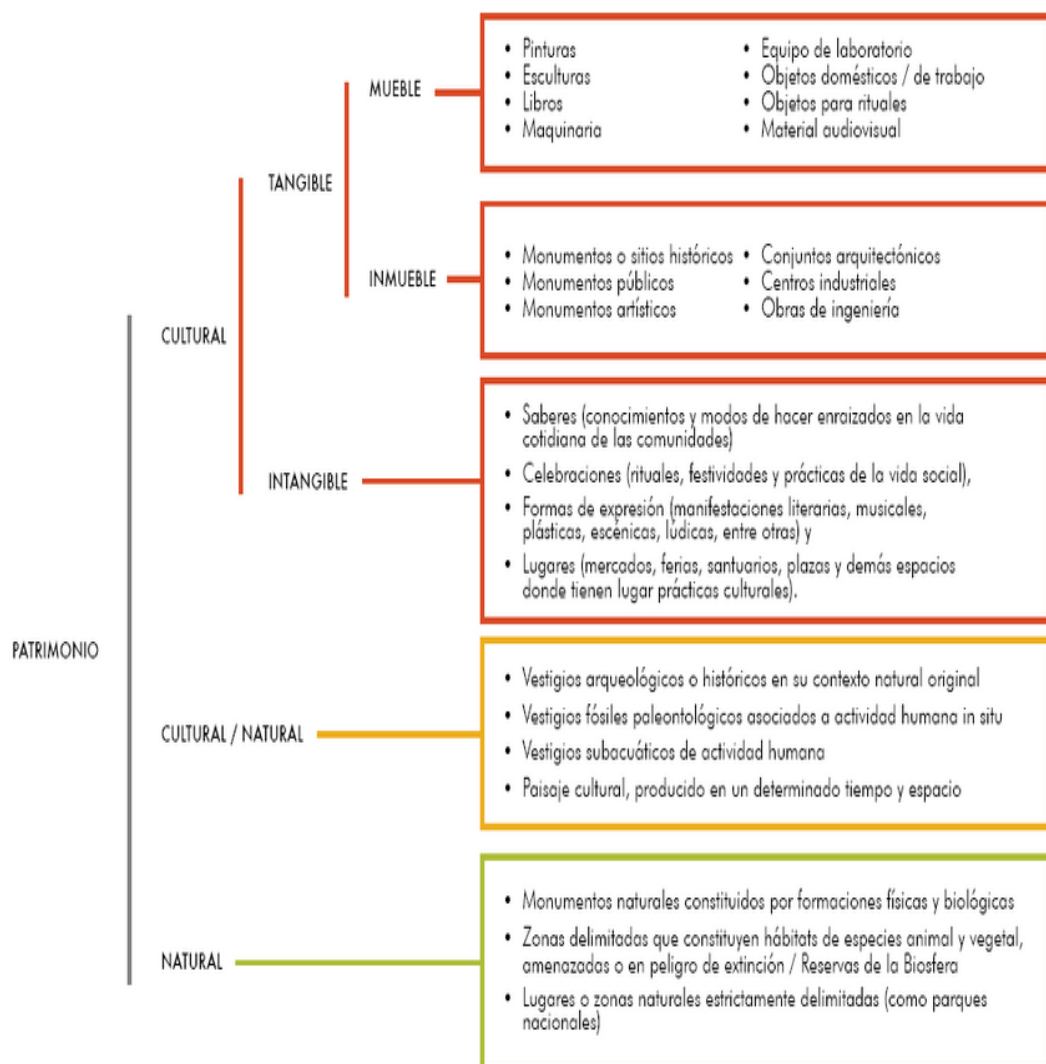 PATRIMONIO
CULTURAL
TANGIBLE
MUEBLE
• Pinturas
• Esculturas
• Libros
• Maquinaria
• Equipo de laboratorio
• Objetos domésticos / de trabajo
• Objetos para rituales
• Material audiovisual
INMUEBLE
• Monumentos o sitios históricos
• Monumentos públicos
• Monumentos artísticos
• Conjuntos arquitectónicos
• Centros industriales
• Obras de ingeniería
INTANGIBLE
• Saberes (conocimientos y modos de hacer enraizados en la vida
cotidiana de las comunidades)
• Celebraciones (rituales, festividades y prácticas de la vida social),
• Formas de expresión (manifestaciones literarias, musicales,
plásticas, escénicas, lúdicas, entre otras) y
• Lugares (mercados, ferias, santuarios, plazas y demás espacios
donde tienen lugar prácticas culturales).
CULTURAL / NATURAL
• Vestigios arqueológicos o históricos en su contexto natural original
• Vestigios fósiles paleontológicos asociados a actividad humana in situ
• Vestigios subacuáticos de actividad humana
• Paisaje cultural, producido en un determinado tiempo y espacio
NATURAL
• Monumentos naturales constituidos por formaciones físicas y biológicas
• Zonas delimitadas que constituyen hábitats de especies animal y vegetal,
amenazadas o en peligro de extinción / Reservas de la Biosfera
• Lugares o zonas naturales estrictamente delimitadas (como parques
nacionales)